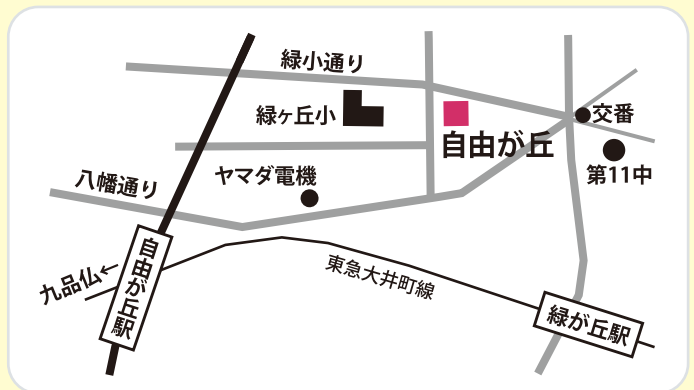 緑小通り
緑ヶ丘小
交番
自由が丘
第11中
ヤマダ電機
八幡通り
自由が丘駅
九品仏←
東急大井町線
緑が丘駅